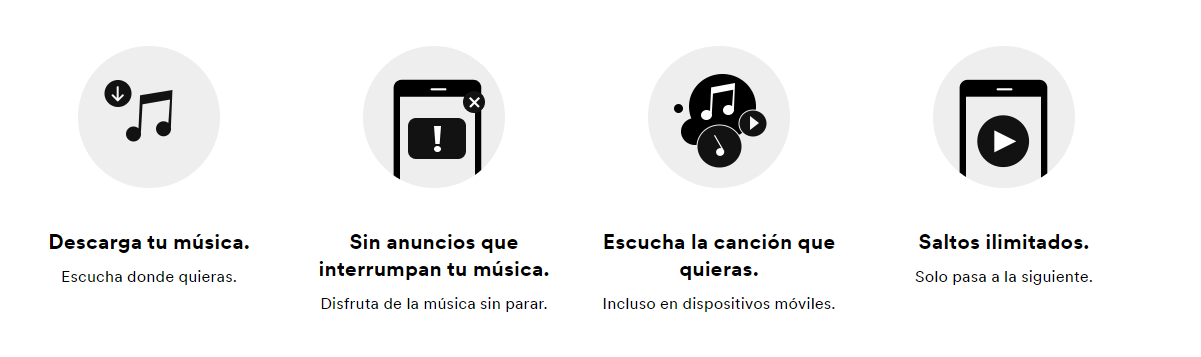 Descarga tu música.
Escucha donde quieras.
Sin anuncios que
interrumpan tu música.
Disfruta de la música sin parar.
Escucha la canción que
quieras.
Incluso en dispositivos móviles.
Saltos ilimitados.
Solo pasa a la siguiente.